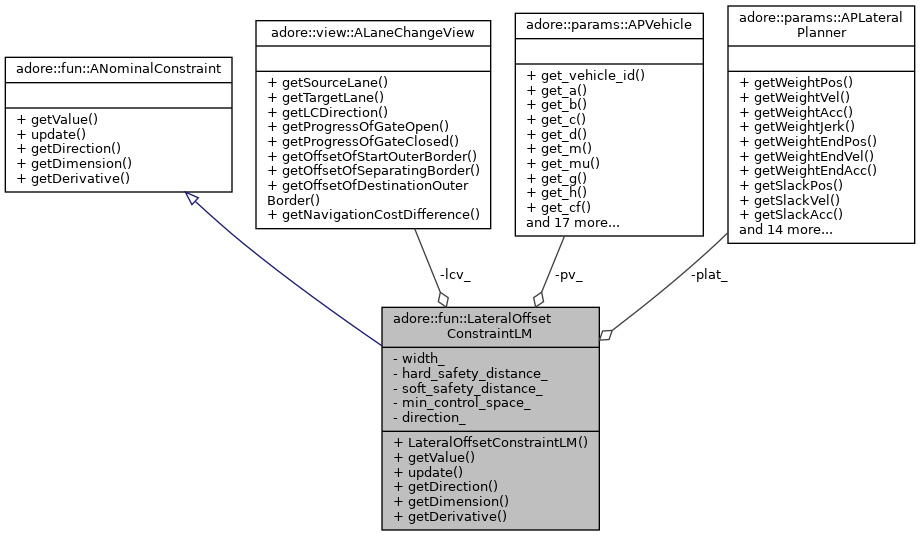 adore::fun::ANominalConstraint
+ getValue()
+ update()
+ getDirection()
+ getDimension()
+ getDerivative()
adore::view::ALaneChangeView
+ getSourceLane()
+ getTargetLane()
+ getLCDirection()
+ getProgressOfGateOpen()
+ getProgressOfGateClosed()
+ getOffsetOfStartOuterBorder()
+ getOffsetOfSeparatingBorder()
+ getOffsetOfDestinationOuter
Border()
+ getNavigationCostDifference()
adore::params::APVehicle
+ get_vehicle_id()
+ get_a()
+ get_b()
+ get_c()
+ get_d()
+ get_m()
+ get_mu()
+ get_g()
+ get_h()
+ get_cf()
and 17 more...
adore::params::APLateral
Planner
+ getWeightPos()
+ getWeightVel()
+ getWeightAcc()
+ getWeightJerk()
+ getWeightEndPos()
+ getWeightEndVel()
+ getWeightEndAcc()
+ getSlackPos()
+ getSlackVel()
+ getSlackAcc()
and 14 more...
-lcv_
-pv_
-plat_
adore::fun::LateralOffset
ConstraintLM
- width_
- hard_safety_distance_
- soft_safety_distance_
- min_control_space_
- direction_
+ LateralOffsetConstraintLM()
+ getValue()
+ update()
+ getDirection()
+ getDimension()
+ getDerivative()